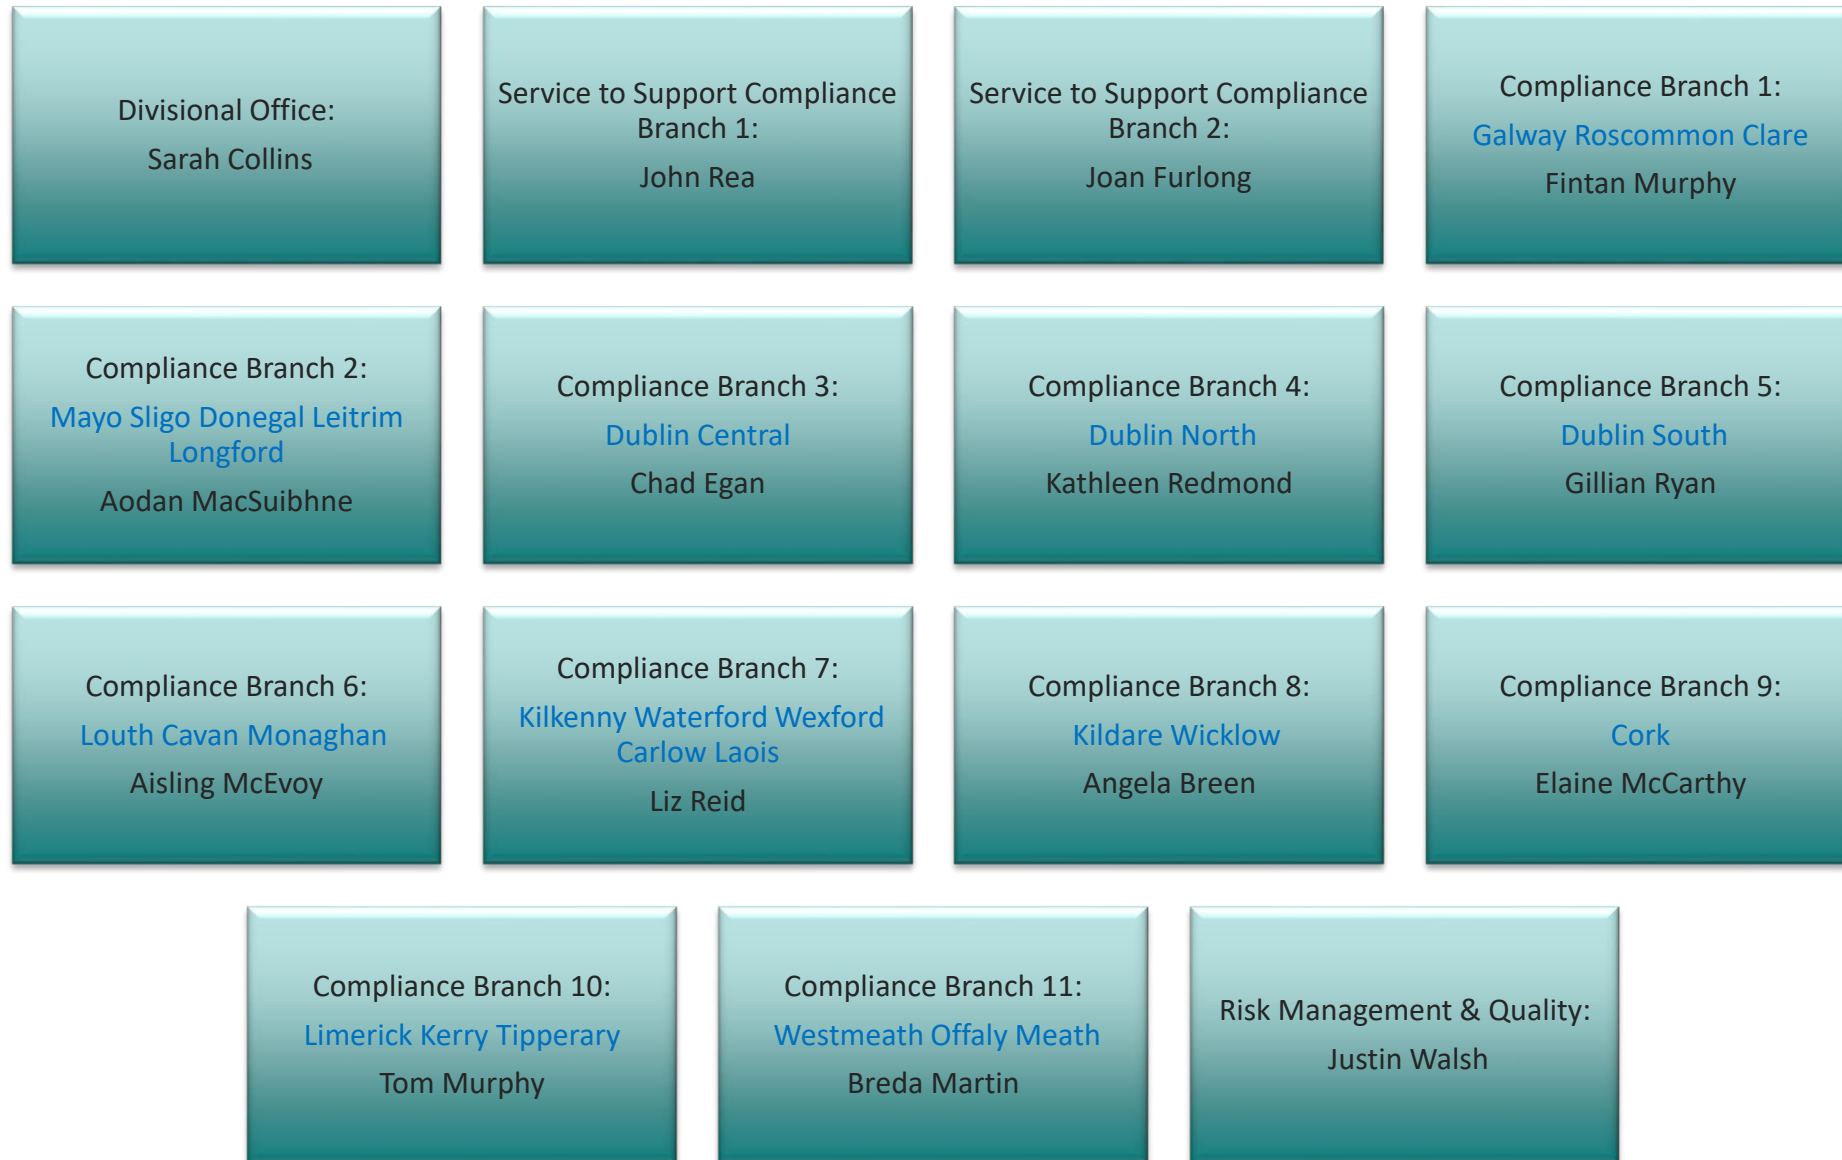 Divisional Office:
Sarah Collins
Service to Support Compliance
Branch 1:
John Rea
Service to Support Compliance
Branch 2:
Joan Furlong
Compliance Branch 1:
Galway Roscommon Clare
Fintan Murphy
Compliance Branch 2:
Mayo Sligo Donegal Leitrim
Longford
Aodan MacSuibhne
Compliance Branch 3:
Dublin Central
Chad Egan
Compliance Branch 4:
Dublin North
Kathleen Redmond
Compliance Branch 5:
Dublin South
Gillian Ryan
Compliance Branch 6:
Louth Cavan Monaghan
Aisling McEvoy
Compliance Branch 7:
Kilkenny Waterford Wexford
Carlow Laois
Liz Reid
Compliance Branch 8:
Kildare Wicklow
Angela Breen
Compliance Branch 9:
Cork
Elaine McCarthy
Compliance Branch 10:
Limerick Kerry Tipperary
Tom Murphy
Compliance Branch 11:
Westmeath Offaly Meath
Breda Martin
Risk Management & Quality:
Justin Walsh